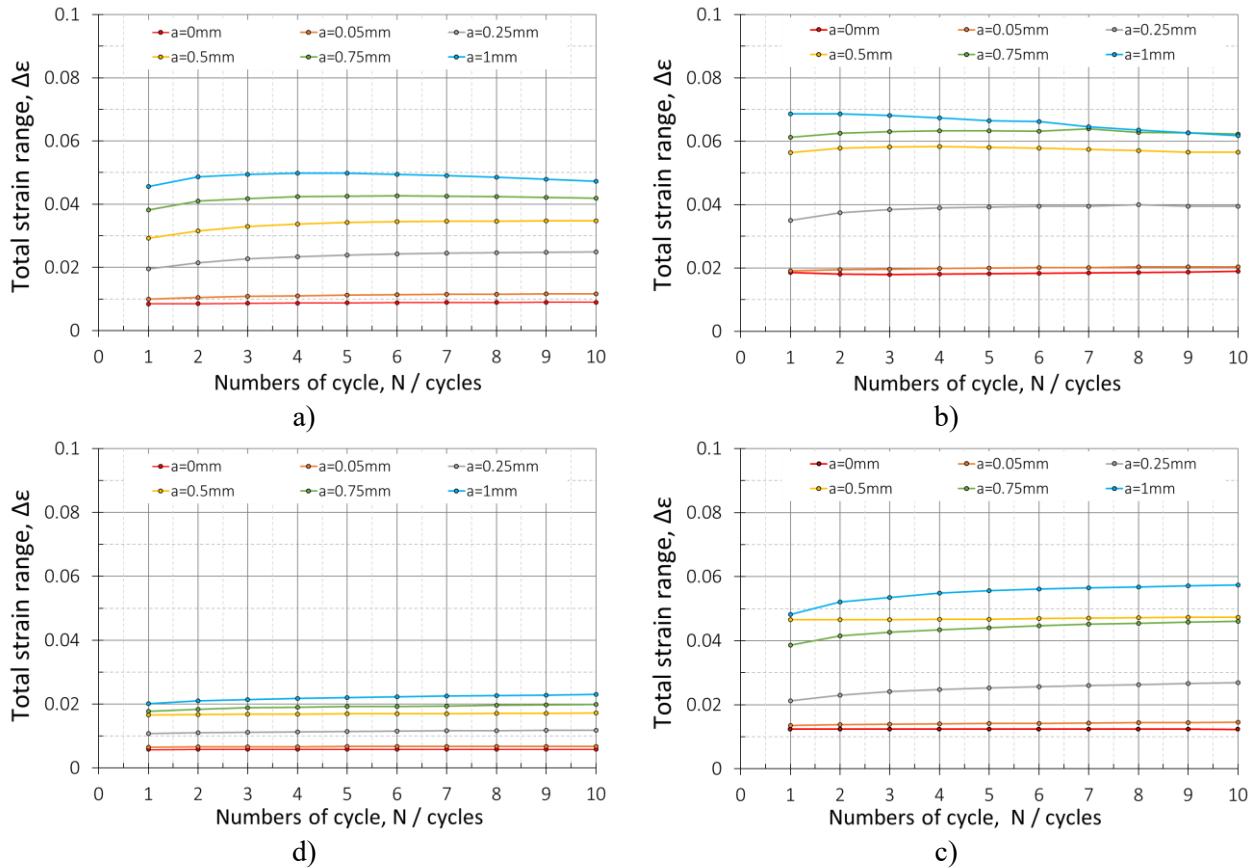 Total strain range, Δε
0.1
0.08
0.06
0.04
0.02
0
a=0mm a=0.05mm a=0.25mm
a=0.5mm a=0.75mm a=1mm
0 1 2 3 4 5 6 7 8 9 10
Numbers of cycle, N / cycles
a)
Total strain range, Δε
0.1
0.08
0.06
0.04
0.02
0
a=0mm a=0.05mm a=0.25mm
a=0.5mm a=0.75mm a=1mm
0 1 2 3 4 5 6 7 8 9 10
Numbers of cycle, N / cycles
b)
Total strain range, Δε
0.1
0.08
0.06
0.04
0.02
0
a=0mm a=0.05mm a=0.25mm
a=0.5mm a=0.75mm a=1mm
0 1 2 3 4 5 6 7 8 9 10
Numbers of cycle, N / cycles
d)
Total strain range, Δε
0.1
0.08
0.06
0.04
0.02
0
a=0mm a=0.05mm a=0.25mm
a=0.5mm a=0.75mm a=1mm
0 1 2 3 4 5 6 7 8 9 10
Numbers of cycle, N / cycles
c)